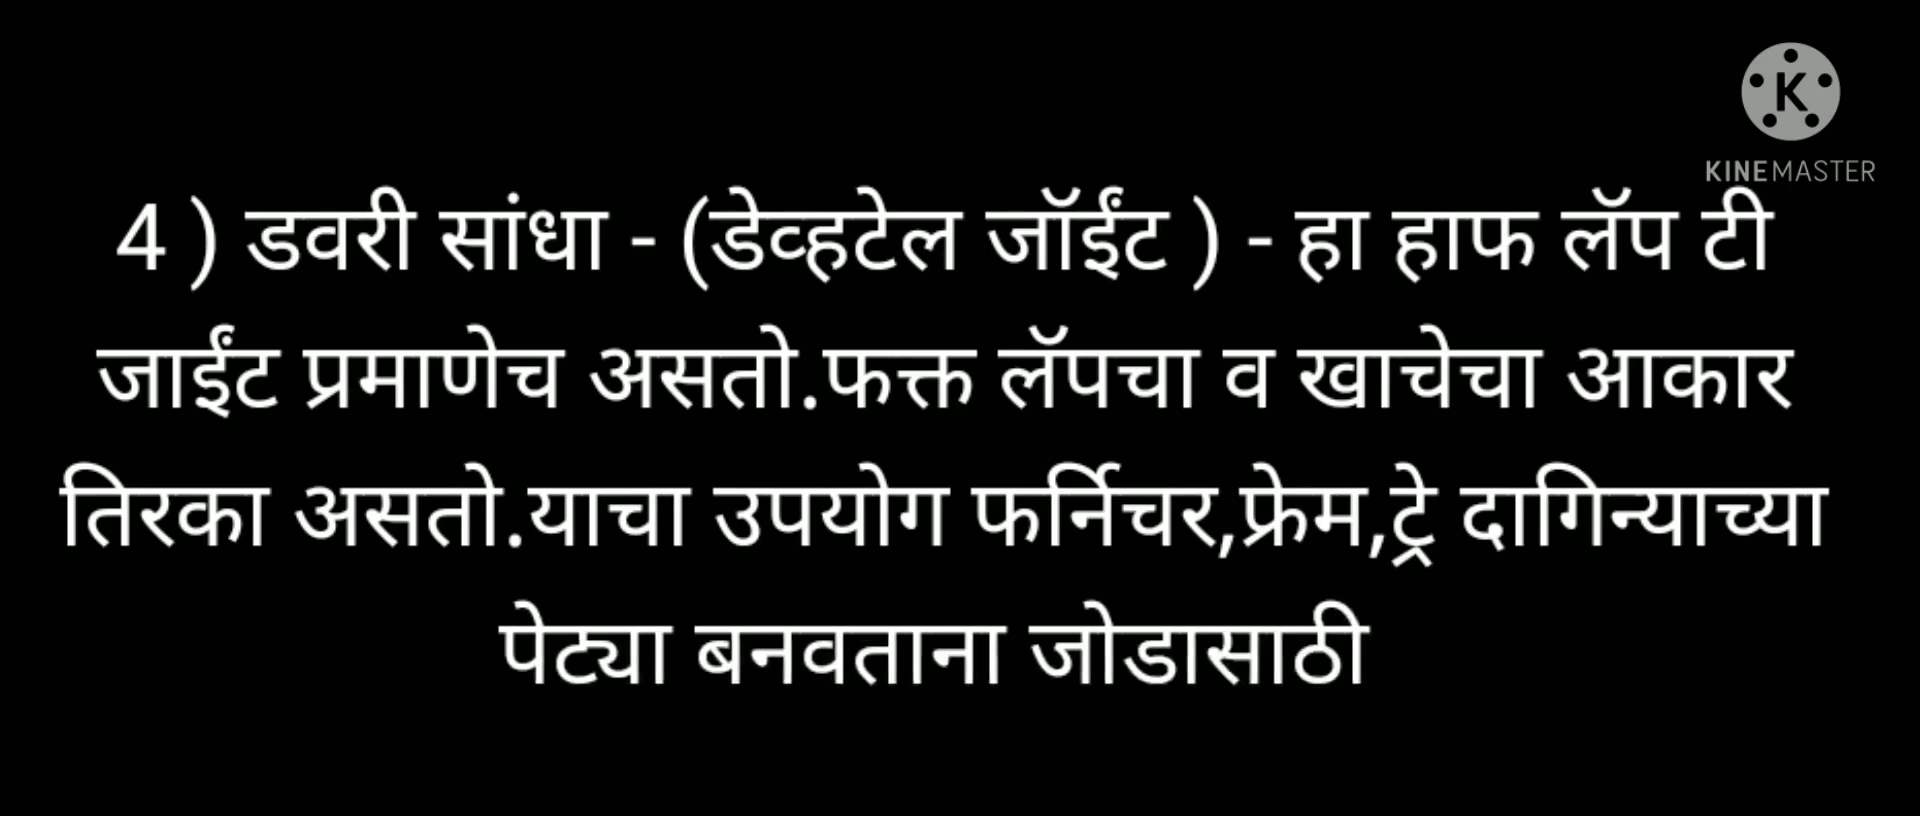 KINEMASTER
4 ) डवरी सांधा - (डेव्हटेल जॉईंट ) - हा हाफ लॅप टी
जाईंट प्रमाणेच असतो.फक्त लॅपचा व खाचेचा आकार
तिरका असतो.याचा उपयोग फर्निचर,फ्रेम,ट्रे दागिन्याच्या
पेट्या बनवताना जोडासाठी